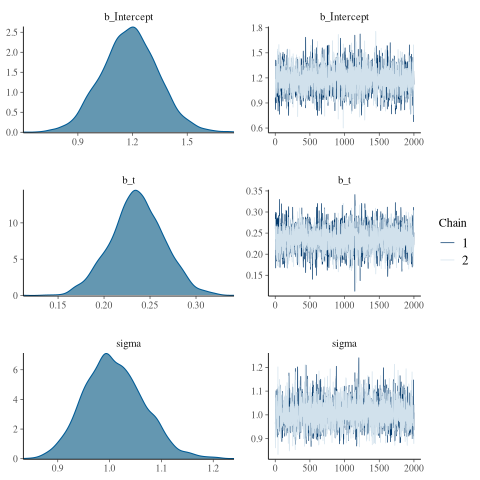 b_Intercept
2.5
2.0
1.5
1.0
0.5
0.0
0.9 1.2 1.5
b_Intercept
1.8
1.5
1.2
0.9
0.6
0 500 1000 1500 2000
b_t
10
5
0
0.15 0.20 0.25 0.30
b_t
0.35
0.30
0.25
0.20
0.15
0 500 1000 1500 2000
Chain
1
2
sigma
6
4
2
0
0.9 1.0 1.1 1.2
sigma
1.2
1.1
1.0
0.9
0 500 1000 1500 2000